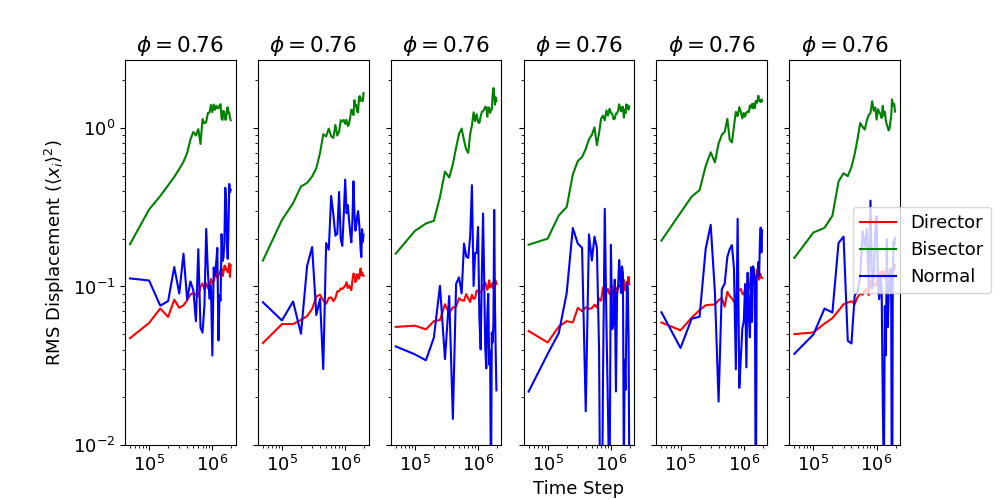 ϕ = 0.76 ϕ = 0.76 ϕ = 0.76 ϕ = 0.76 ϕ = 0.76 ϕ = 0.76
RMS Displacement (⟨x_i⟩²)
10⁰
10⁻¹
10⁻²
Director
Bisector
Normal
10⁵ 10⁶ 10⁵ 10⁶ 10⁵ 10⁶ 10⁵ 10⁶ 10⁵ 10⁶ 10⁵ 10⁶
Time Step